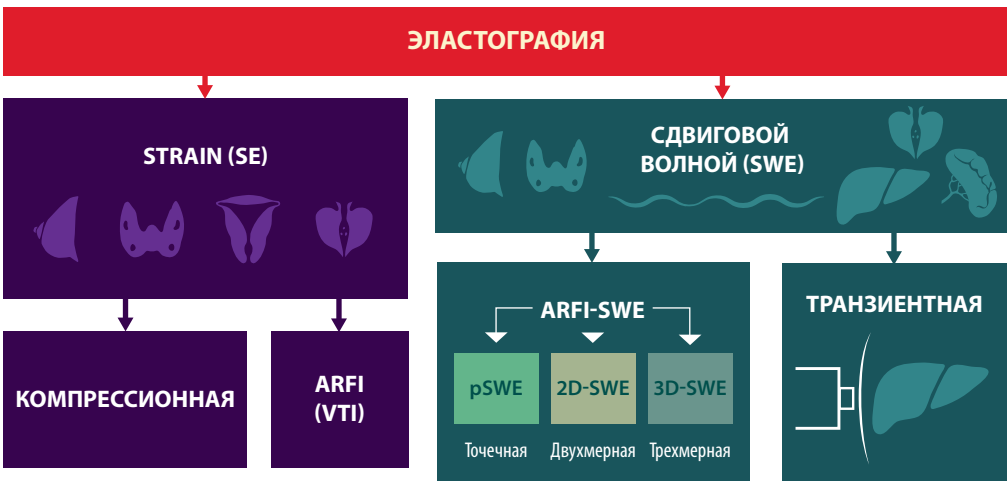 ЭЛАСТОГРАФИЯ
STRAIN (SE)
СДВИГОВОЙ
ВОЛНОЙ (SWE)
КОМПРЕССИОННАЯ
ARFI
(VTI)
ARFI-SWE
pSWE 2D-SWE 3D-SWE
Точечная Двухмерная Трехмерная
ТРАНЗИЕНТНАЯ